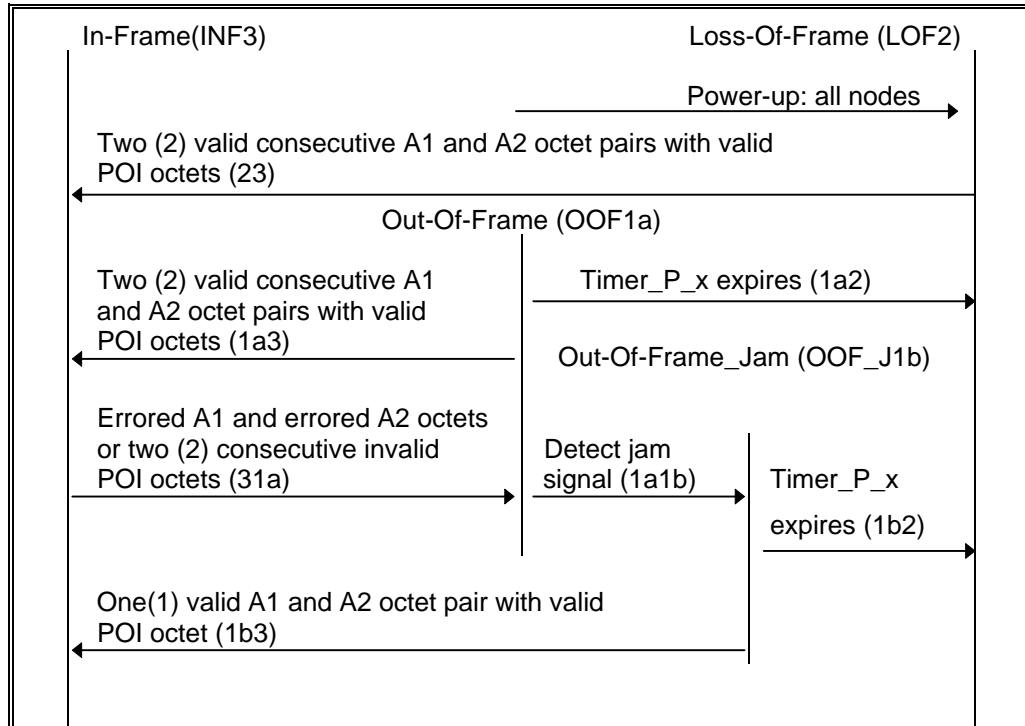 In-Frame(INF3)
Loss-Of-Frame (LOF2)
Power-up: all nodes
Two (2) valid consecutive A1 and A2 octet pairs with valid
POI octets (23)
Out-Of-Frame (OOF1a)
Two (2) valid consecutive A1
and A2 octet pairs with valid
POI octets (1a3)
Timer_P_x expires (1a2)
Out-Of-Frame_Jam (OOF_J1b)
Errored A1 and errored A2 octets
or two (2) consecutive invalid
POI octets (31a)
Detect jam
signal (1a1b)
Timer_P_x
expires (1b2)
One(1) valid A1 and A2 octet pair with valid
POI octet (1b3)